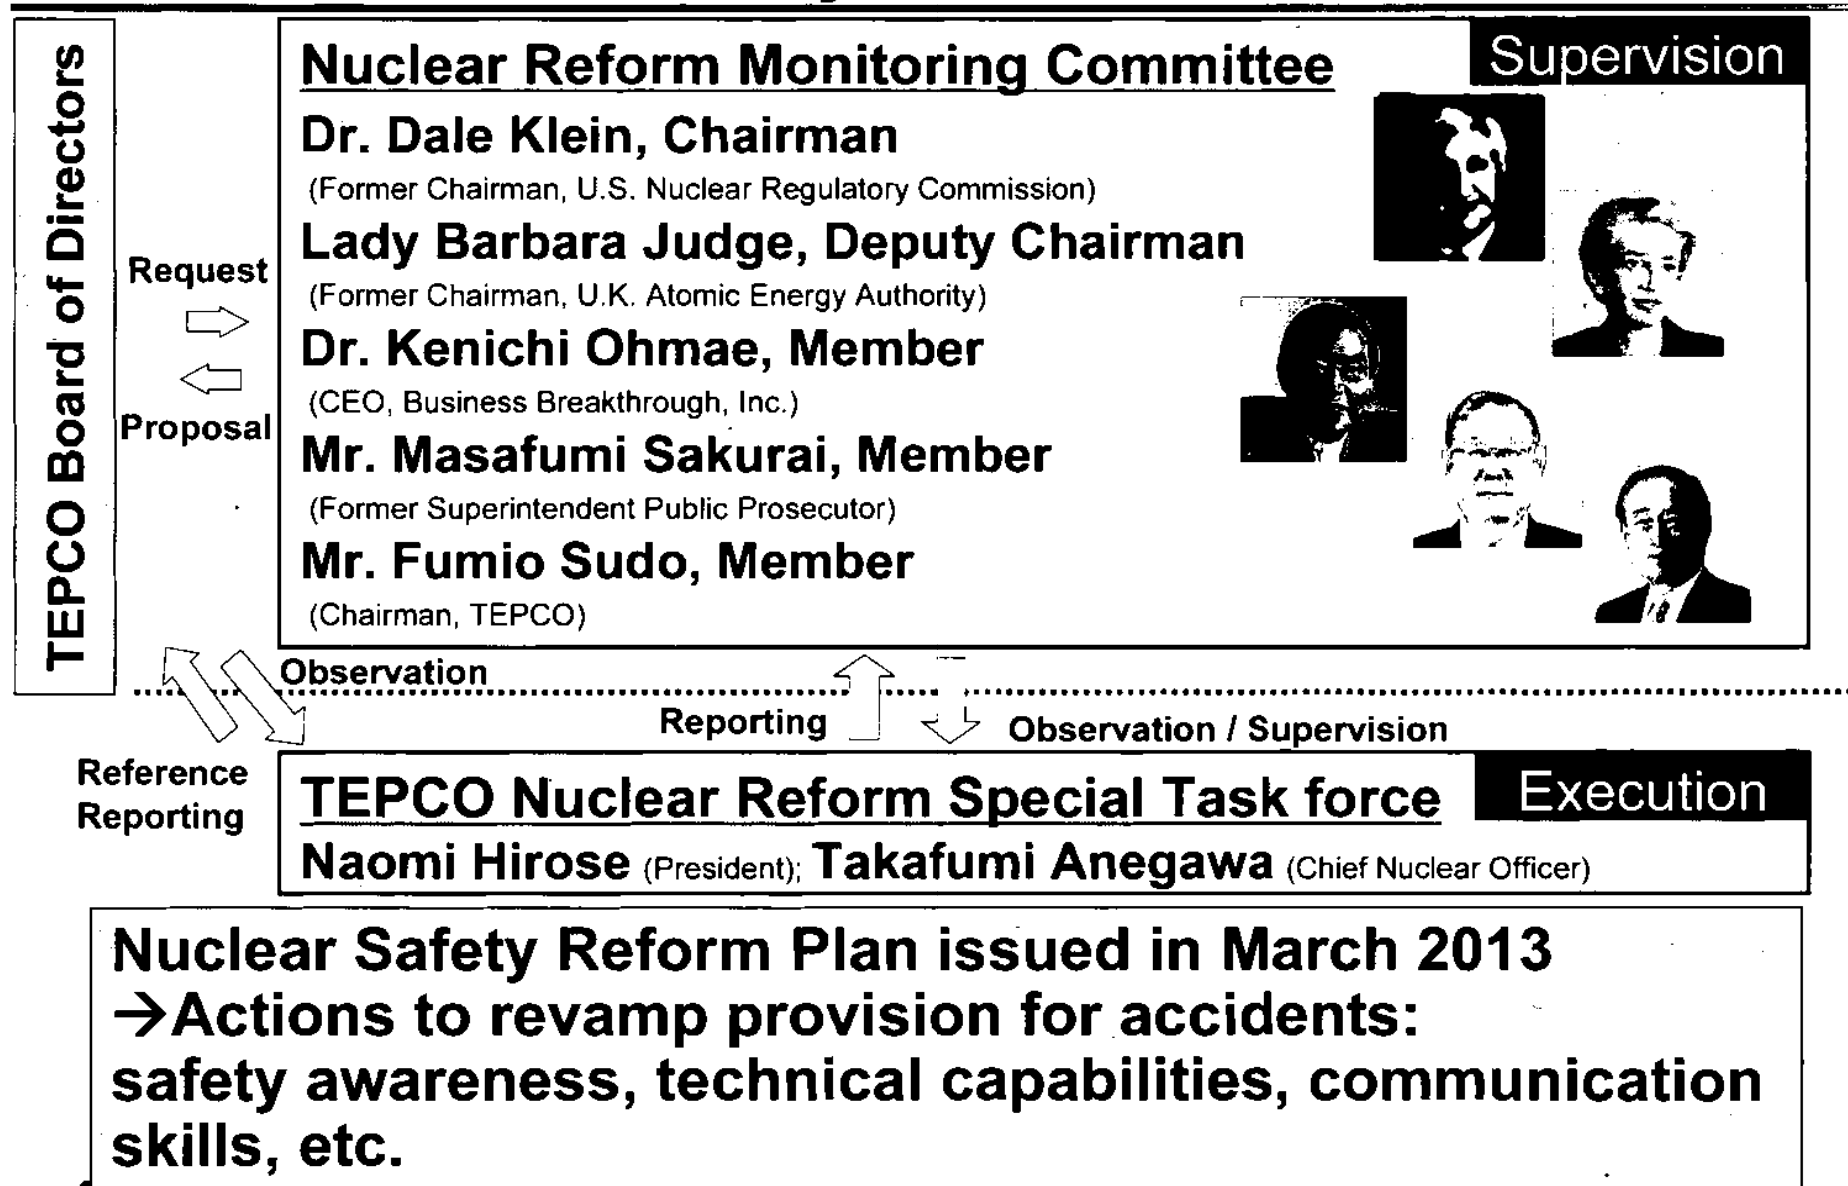 TEPCO Board of Directors
Request
Proposal
Nuclear Reform Monitoring Committee
Supervision
Dr. Dale Klein, Chairman
(Former Chairman, U.S. Nuclear Regulatory Commission)
Lady Barbara Judge, Deputy Chairman
(Former Chairman, U.K. Atomic Energy Authority)
Dr. Kenichi Ohmae, Member
(CEO, Business Breakthrough, Inc.)
Mr. Masafumi Sakurai, Member
(Former Superintendent Public Prosecutor)
Mr. Fumio Sudo, Member
(Chairman, TEPCO)
Observation
Reporting
Observation / Supervision
Reference
Reporting
TEPCO Nuclear Reform Special Task force
Execution
Naomi Hirose (President); Takafumi Anegawa (Chief Nuclear Officer)
Nuclear Safety Reform Plan issued in March 2013
→Actions to revamp provision for accidents:
safety awareness, technical capabilities, communication
skills, etc.